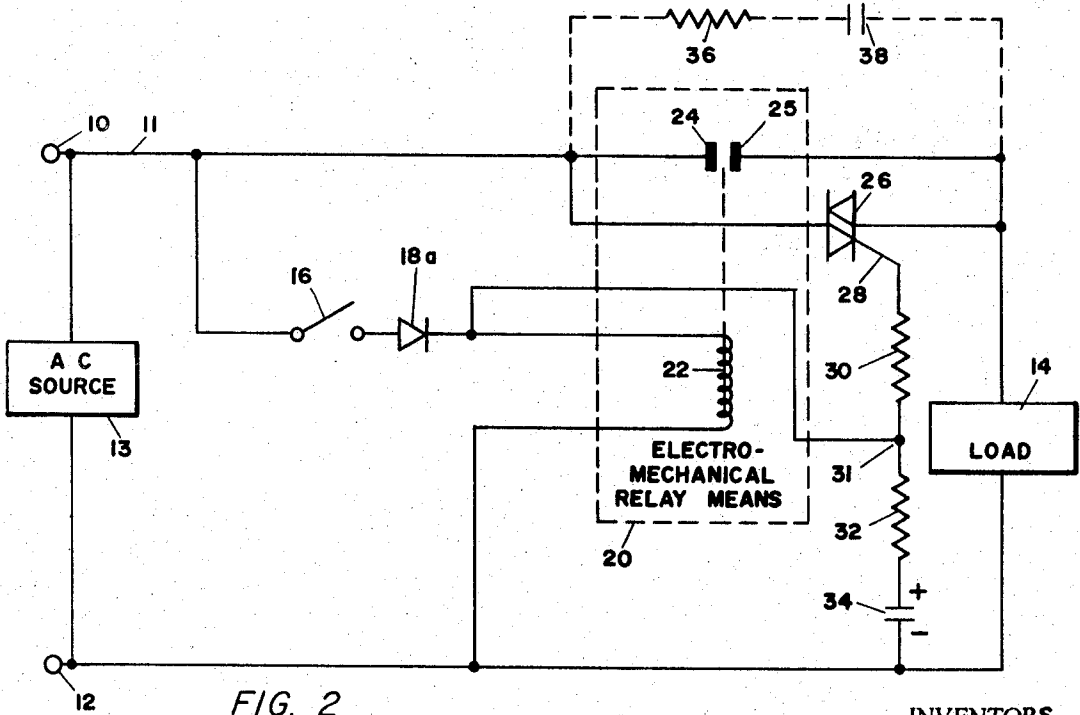 36
38
10
11
24
25
26
16
18a
28
A C
SOURCE
13
22
30
14
LOAD
ELECTRO-
MECHANICAL
RELAY MEANS
31
32
20
34
+
−
12
FIG. 2
INVENTORS